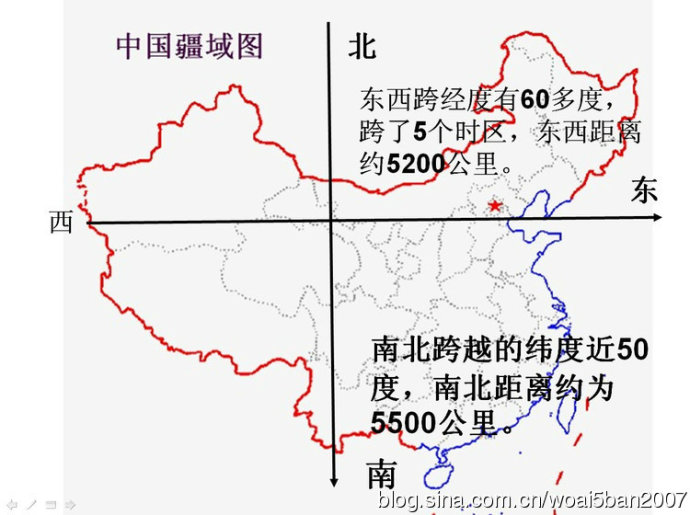 中国疆域图
北
东西跨经度有60多度，
跨了5个时区，东西距离
约5200公里。
东
西
南北跨越的纬度近50
度，南北距离约为
5500公里。
南
blog.sina.com.cn/woai5ban2007